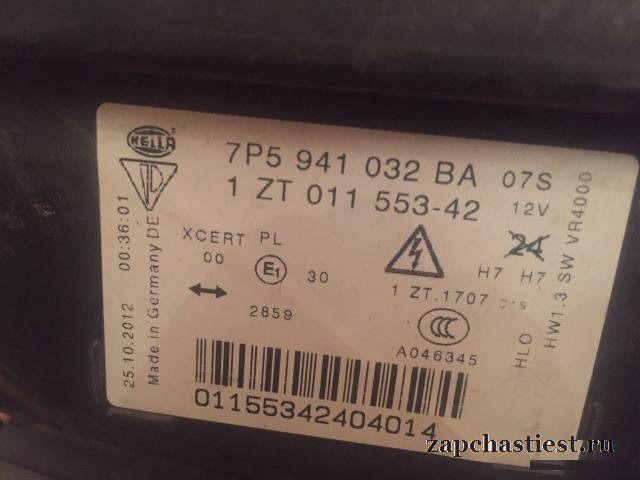 HELLA
7P5 941 032 BA 07S
1 ZT 011 553-42 12V
XCERT PL
00
E1 30
24
H7 H7
2859
1 ZT.1707
CCC
A046345
01155342404014
25.10.2012 00:36:01
Made in Germany DE
HLO
HW1.3 SW VR4000
zapchastiest.ru